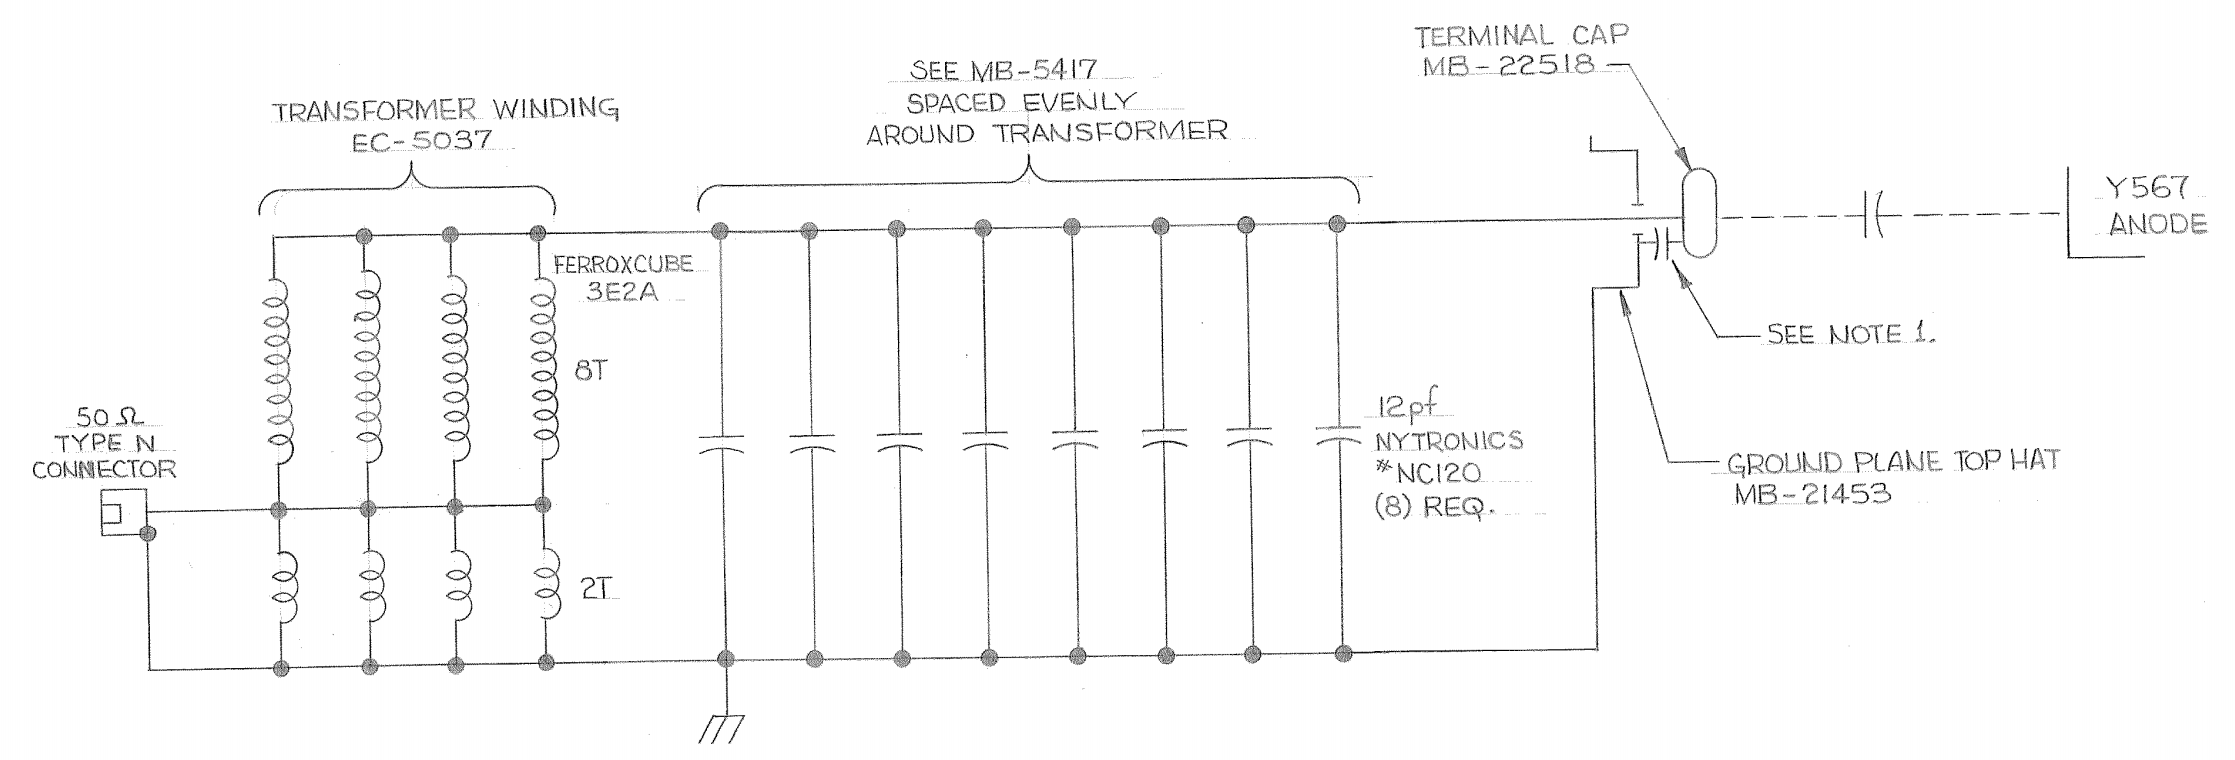 TERMINAL CAP
MB-22518
SEE MB-5417
SPACED EVENLY
AROUND TRANSFORMER
TRANSFORMER WINDING
EC-5037
Y567
ANODE
FERROXCUBE
3E2A
8T
SEE NOTE 1.
50Ω
TYPE N
CONNECTOR
12pf
NYTRONICS
*NC120
(8) REQ.
GROUND PLANE TOP HAT
MB-21453
2T